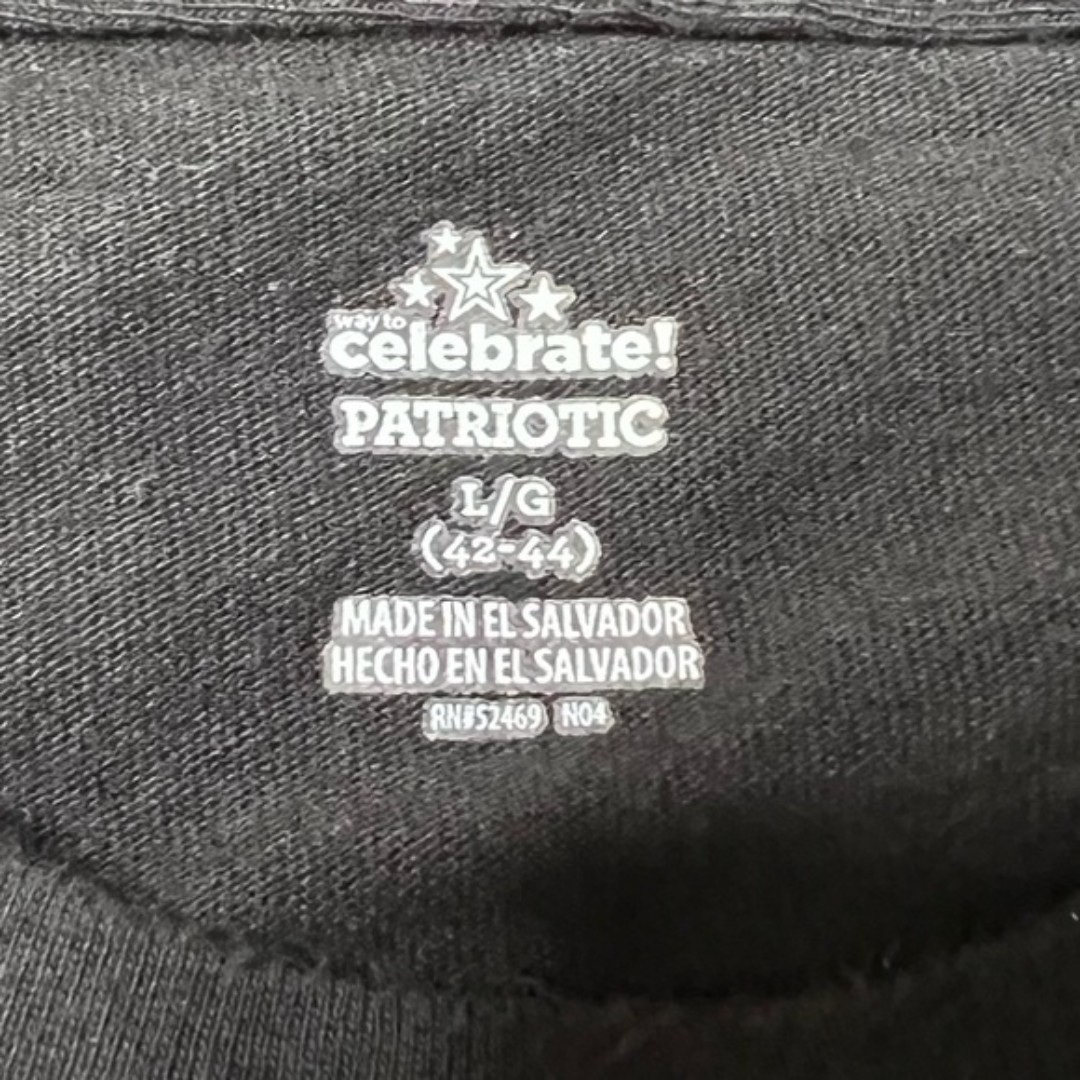 way to
celebrate!
PATRIOTIC
L/G
(42-44)
MADE IN EL SALVADOR
HECHO EN EL SALVADOR
RN#52469 N04